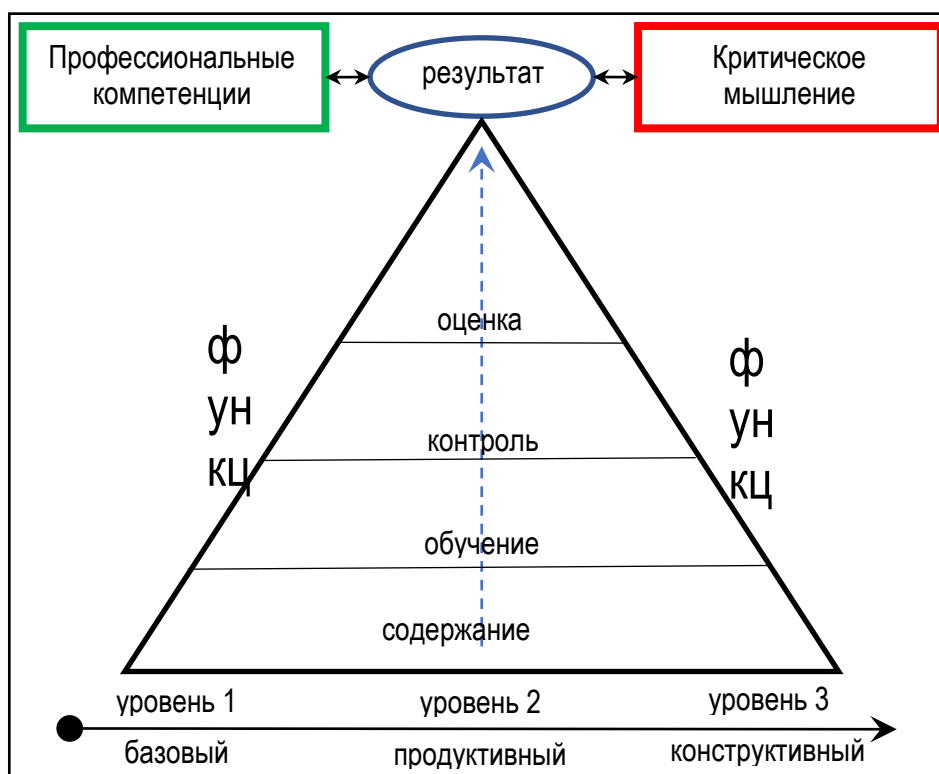 Профессиональные
компетенции
результат
Критическое
мышление
оценка
ф
ун
кц
ф
ун
кц
контроль
обучение
содержание
уровень 1
уровень 2
уровень 3
базовый
продуктивный
конструктивный